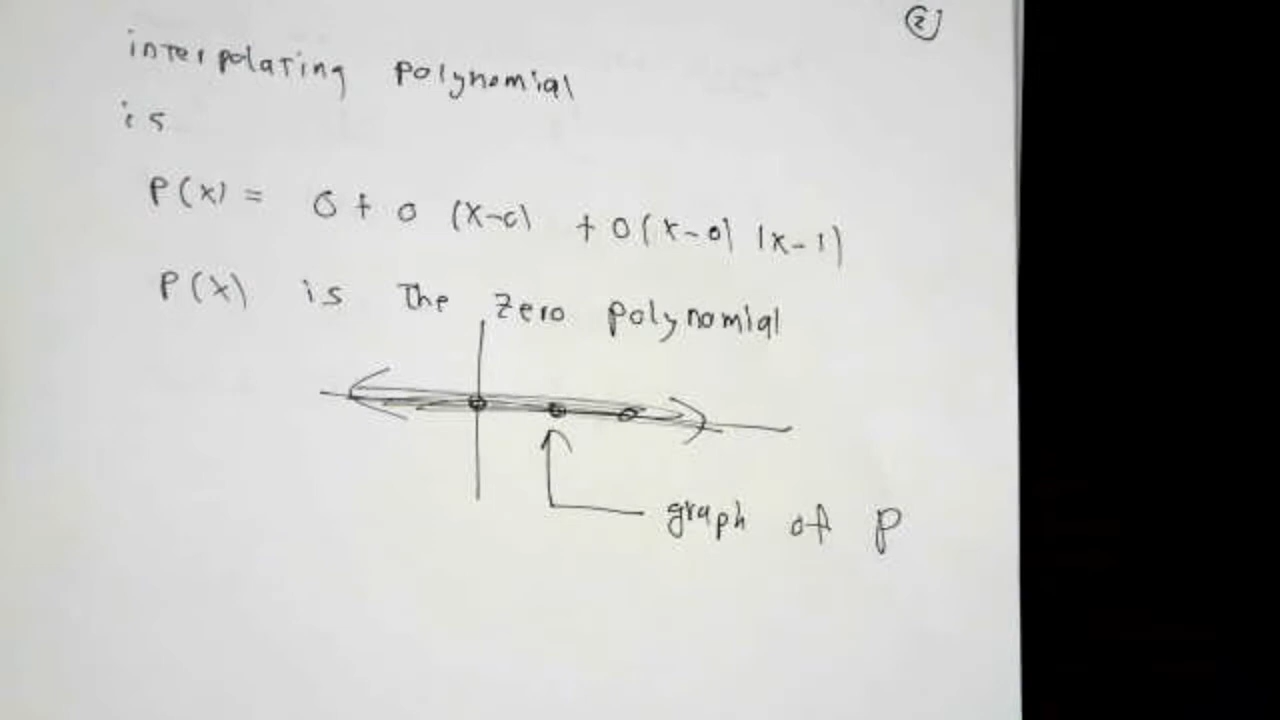 ②
interpolating polynomial
is
P(x) = 0 + 0 (x-0) + 0(x-0) (x-1)
P(x) is The zero polynomial
graph of P